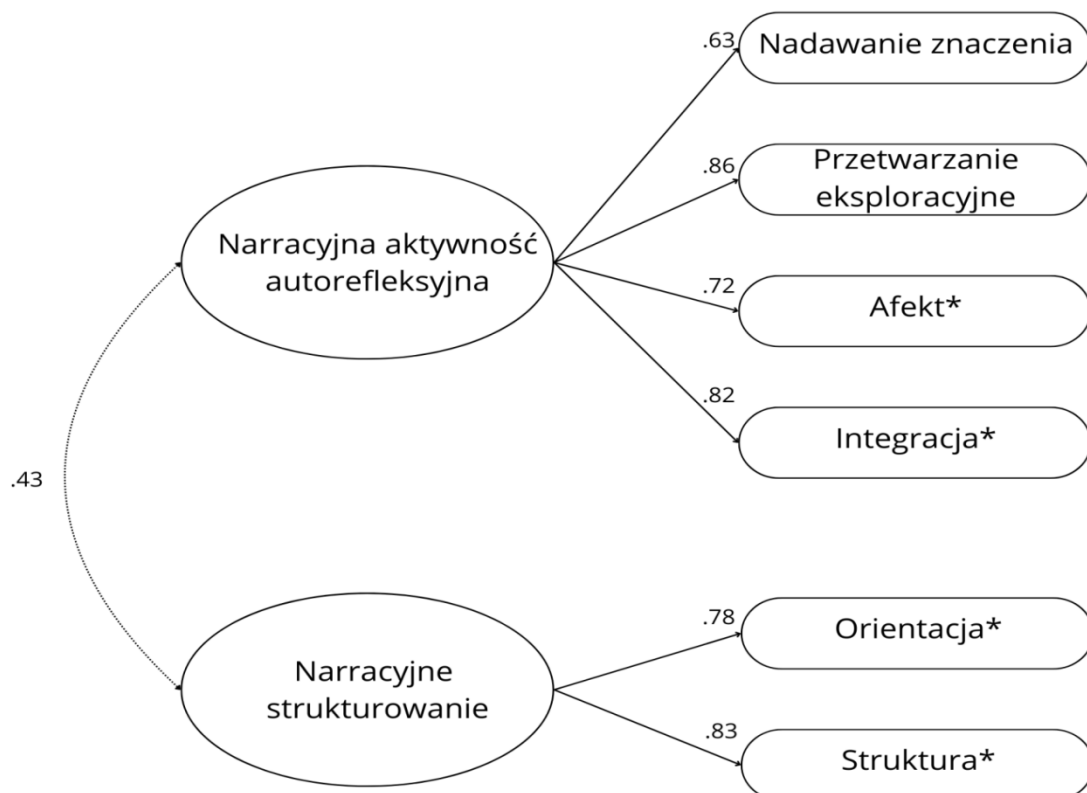 .63
Nadawanie znaczenia
.86
Przetwarzanie
eksploracyjne
Narracyjna aktywność
autorefleksyjna
.72
Afekt*
.82
Integracja*
.43
.78
Orientacja*
Narracyjne
strukturowanie
.83
Struktura*